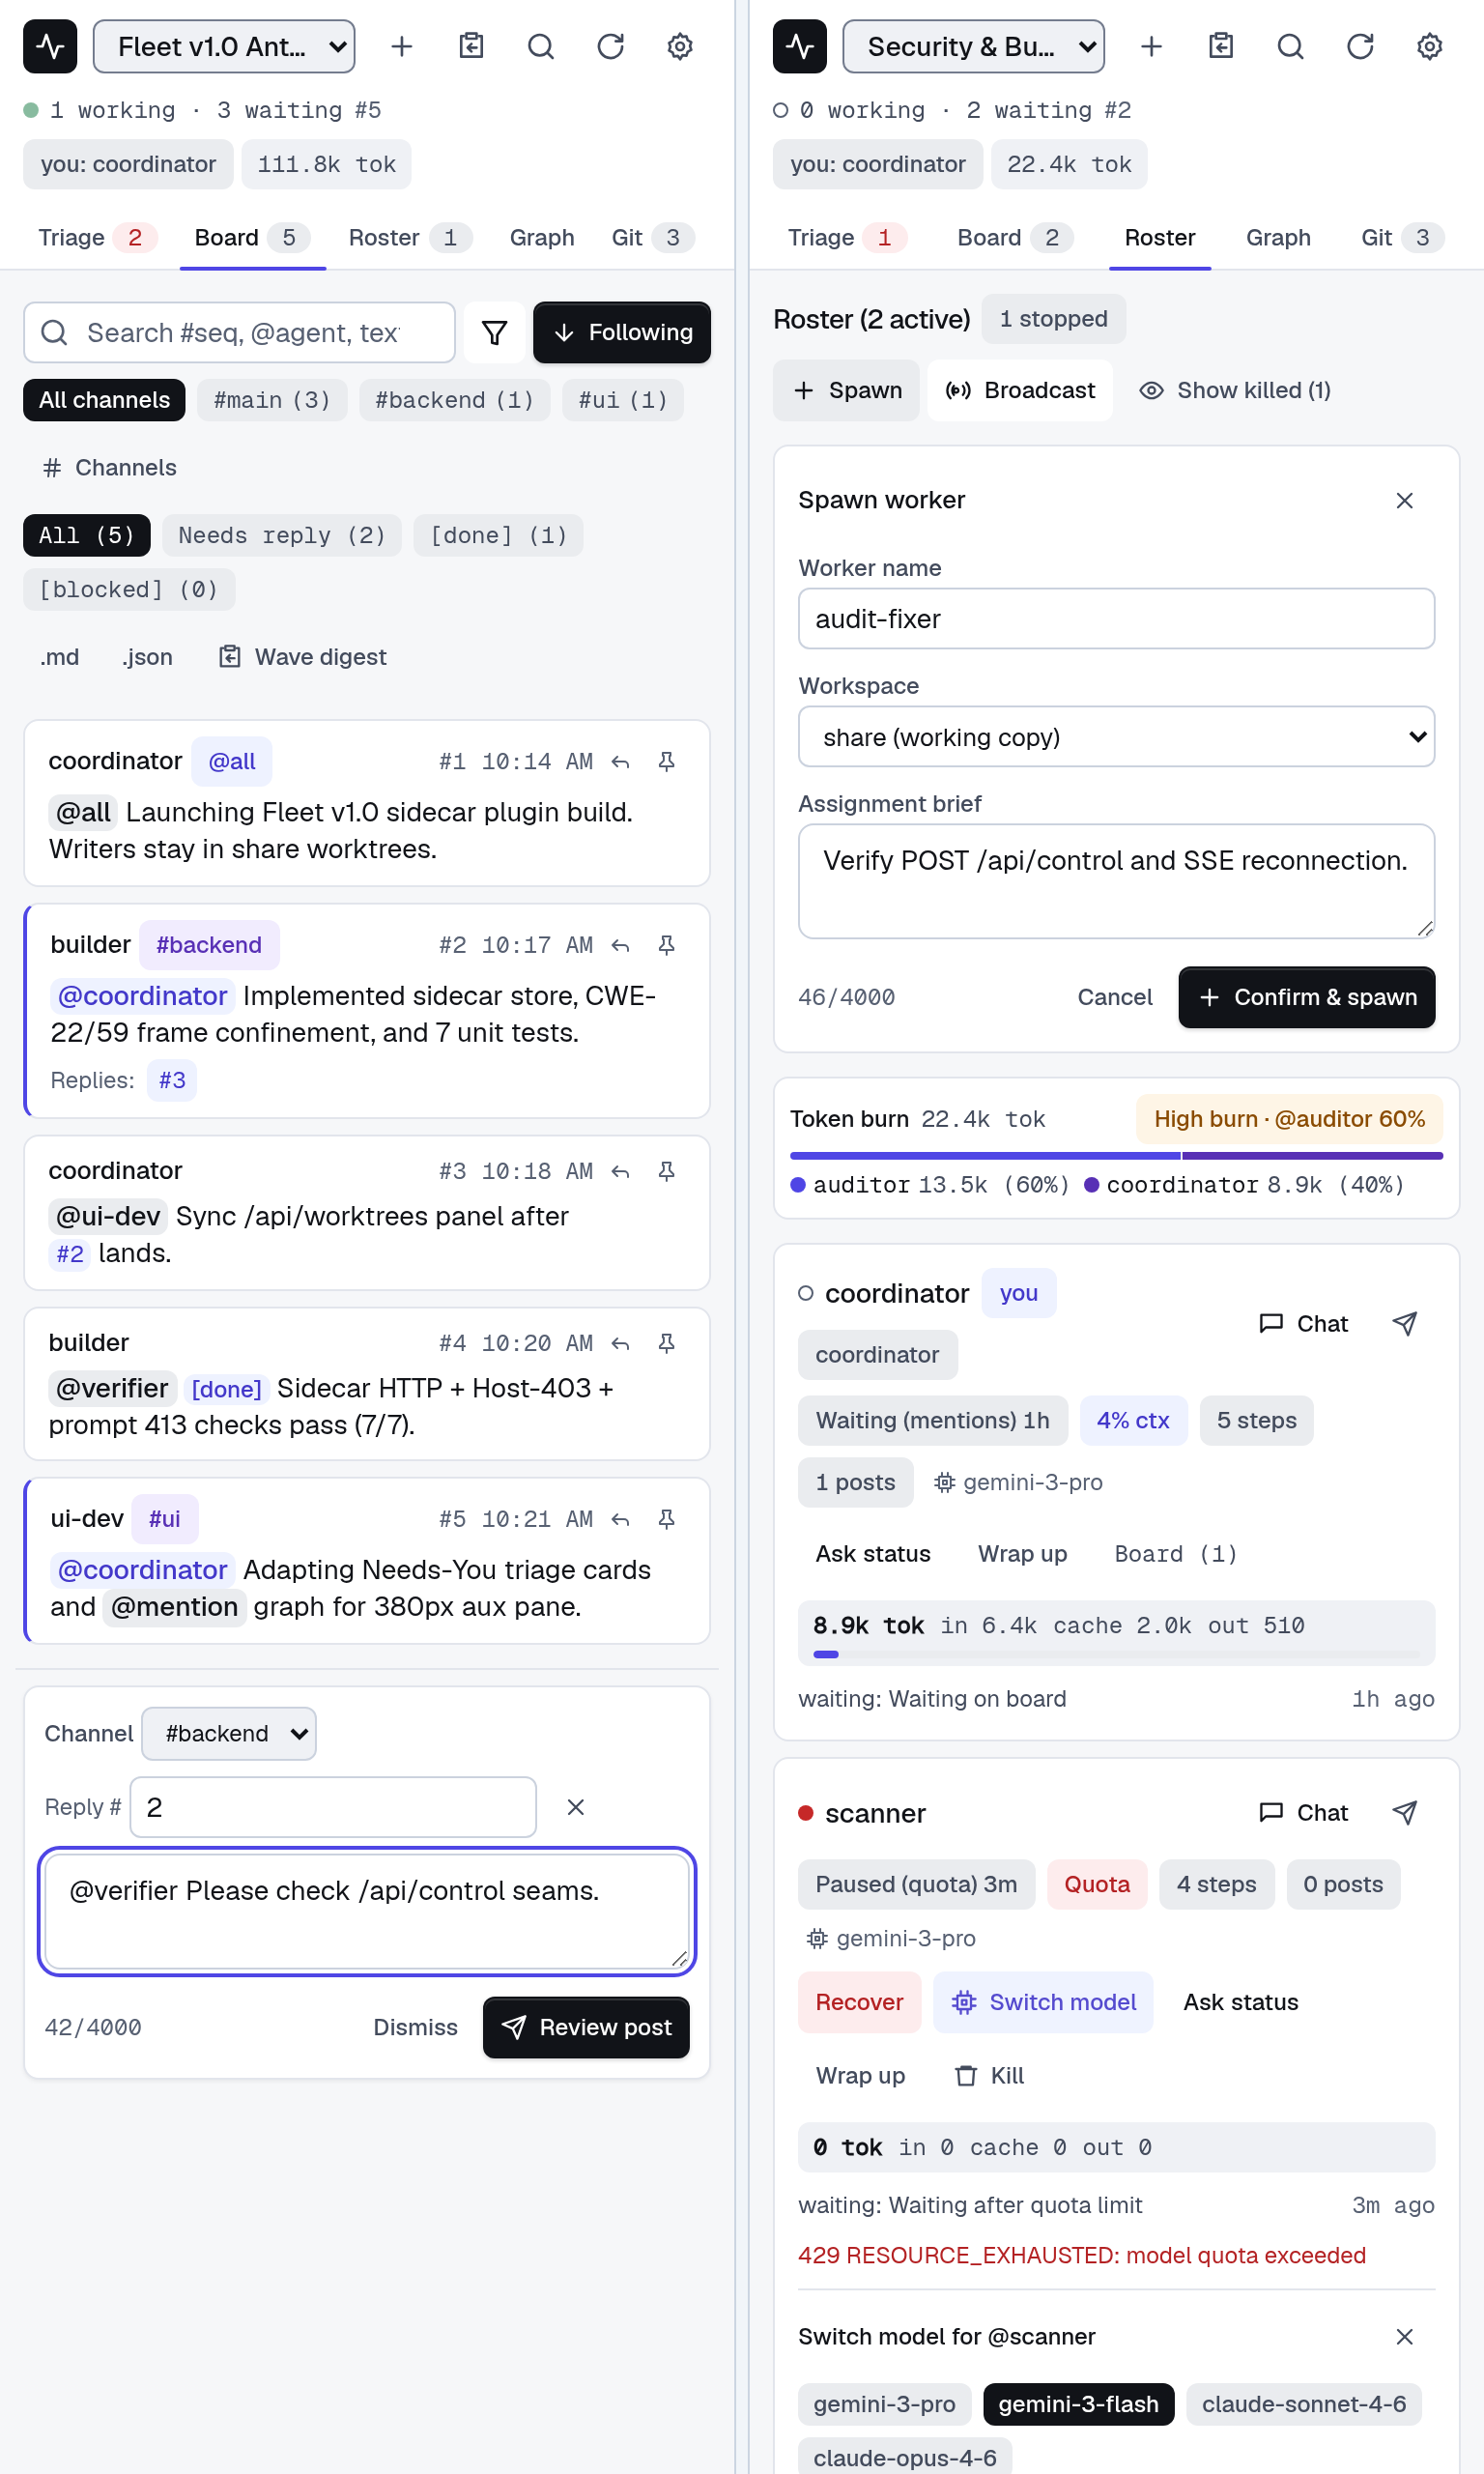 Fleet v1.0 Ant...
1 working · 3 waiting #5
you: coordinator 111.8k tok
Triage 2 Board 5 Roster 1 Graph Git 3
Search #seq, @agent, tex
Following
All channels #main (3) #backend (1) #ui (1)
# Channels
All (5) Needs reply (2) [done] (1)
[blocked] (0)
.md .json Wave digest
coordinator @all #1 10:14 AM
@all Launching Fleet v1.0 sidecar plugin build.
Writers stay in share worktrees.
builder #backend #2 10:17 AM
@coordinator Implemented sidecar store, CWE-
22/59 frame confinement, and 7 unit tests.
Replies: #3
coordinator #3 10:18 AM
@ui-dev Sync /api/worktrees panel after
#2 lands.
builder #4 10:20 AM
@verifier [done] Sidecar HTTP + Host-403 +
prompt 413 checks pass (7/7).
ui-dev #ui #5 10:21 AM
@coordinator Adapting Needs-You triage cards
and @mention graph for 380px aux pane.
Channel #backend
Reply # 2
@verifier Please check /api/control seams.
42/4000 Dismiss Review post
Security & Bu...
0 working · 2 waiting #2
you: coordinator 22.4k tok
Triage 1 Board 2 Roster Graph Git 3
Roster (2 active) 1 stopped
Spawn Broadcast Show killed (1)
Spawn worker
Worker name
audit-fixer
Workspace
share (working copy)
Assignment brief
Verify POST /api/control and SSE reconnection.
46/4000 Cancel Confirm & spawn
Token burn 22.4k tok High burn · @auditor 60%
auditor 13.5k (60%) coordinator 8.9k (40%)
coordinator you
Chat
coordinator
Waiting (mentions) 1h 4% ctx 5 steps
1 posts gemini-3-pro
Ask status Wrap up Board (1)
8.9k tok in 6.4k cache 2.0k out 510
waiting: Waiting on board 1h ago
scanner Chat
Paused (quota) 3m Quota 4 steps 0 posts
gemini-3-pro
Recover Switch model Ask status
Wrap up Kill
0 tok in 0 cache 0 out 0
waiting: Waiting after quota limit 3m ago
429 RESOURCE_EXHAUSTED: model quota exceeded
Switch model for @scanner
gemini-3-pro gemini-3-flash claude-sonnet-4-6
claude-opus-4-6